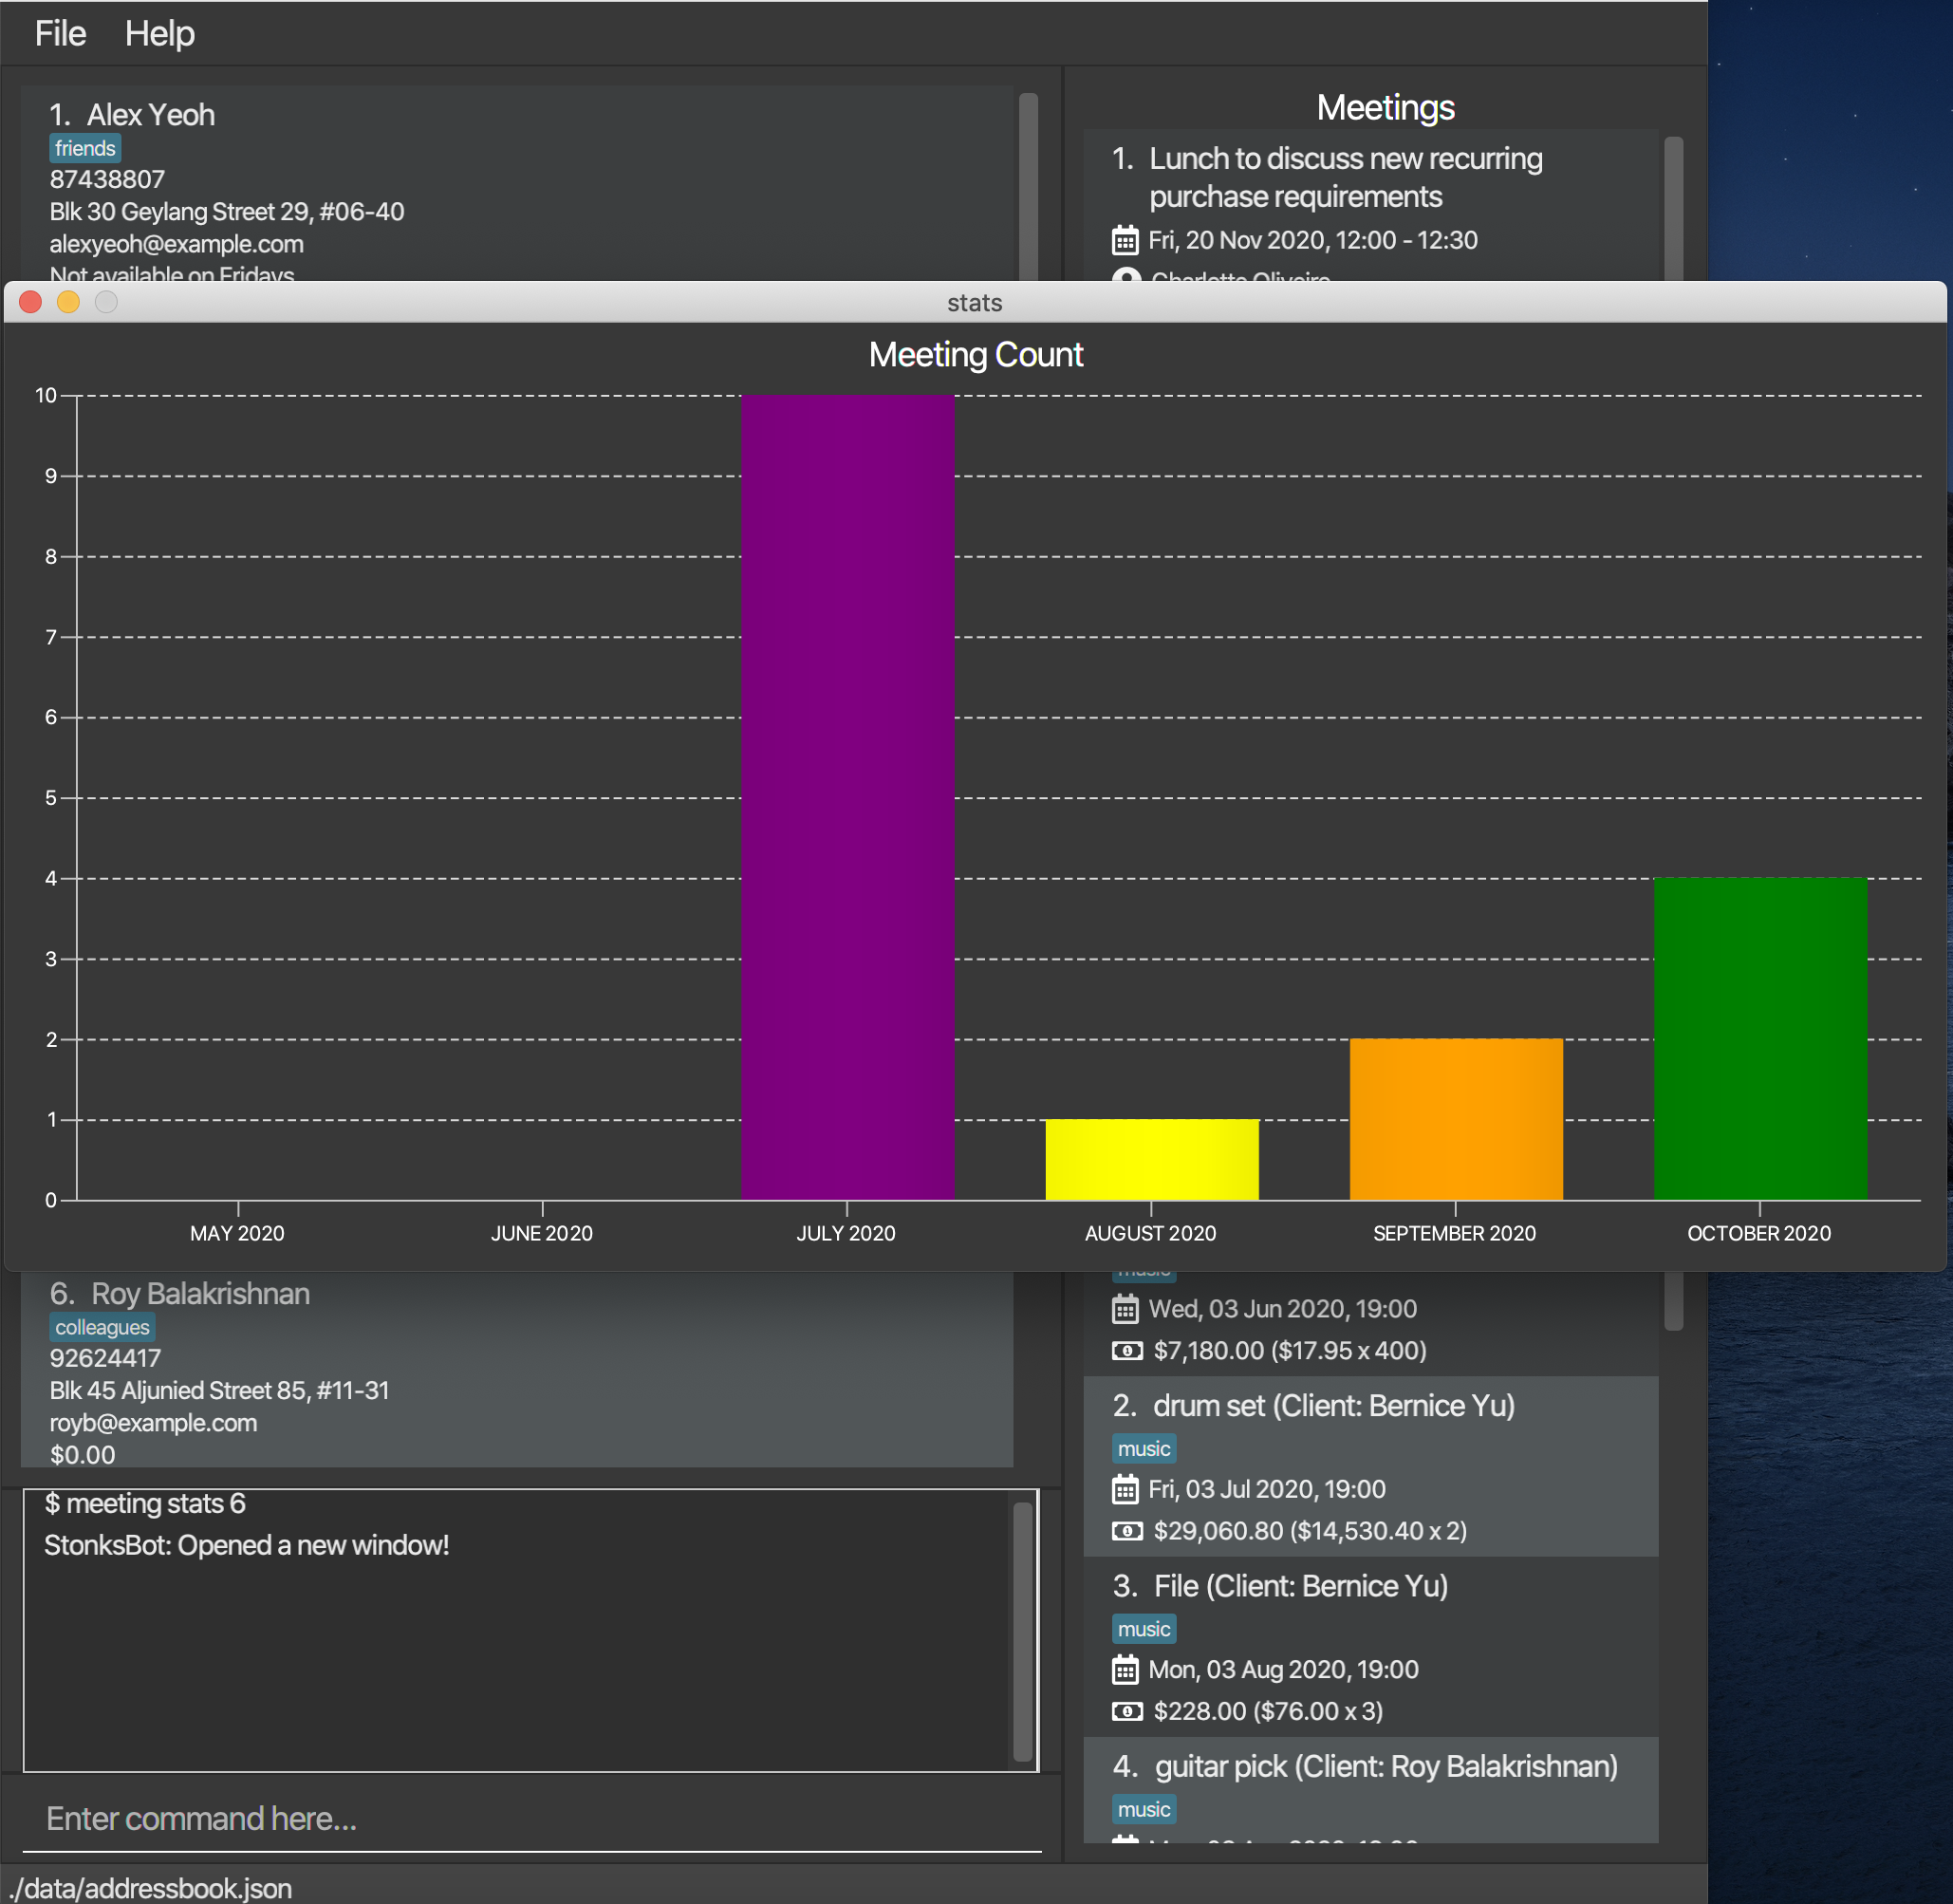 File Help
1. Alex Yeoh
friends
87438807
Blk 30 Geylang Street 29, #06-40
alexyeoh@example.com
Not available on Fridays
Meetings
1. Lunch to discuss new recurring
purchase requirements
Fri, 20 Nov 2020, 12:00 - 12:30
Charlotte Oliveiro
stats
Meeting Count
10
9
8
7
6
5
4
3
2
1
0
MAY 2020 JUNE 2020 JULY 2020 AUGUST 2020 SEPTEMBER 2020 OCTOBER 2020
6. Roy Balakrishnan
colleagues
92624417
Blk 45 Aljunied Street 85, #11-31
royb@example.com
$0.00
$ meeting stats 6
StonksBot: Opened a new window!
Enter command here...
music
Wed, 03 Jun 2020, 19:00
$7,180.00 ($17.95 x 400)
2. drum set (Client: Bernice Yu)
music
Fri, 03 Jul 2020, 19:00
$29,060.80 ($14,530.40 x 2)
3. File (Client: Bernice Yu)
music
Mon, 03 Aug 2020, 19:00
$228.00 ($76.00 x 3)
4. guitar pick (Client: Roy Balakrishnan)
music
./data/addressbook.json